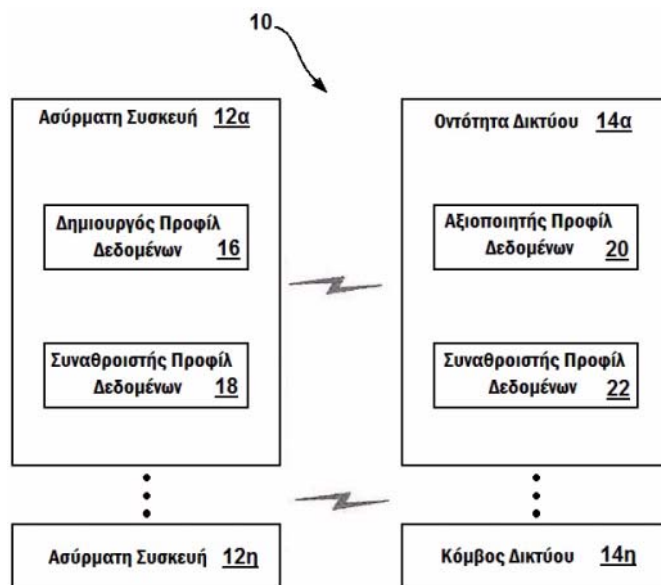 10
Ασύρματη Συσκευή 12α
Δημιουργός Προφίλ
Δεδομένων 16
Συναθροιστής Προφίλ
Δεδομένων 18
Ασύρματη Συσκευή 12η
Οντότητα Δικτύου 14α
Αξιοποιητής Προφίλ
Δεδομένων 20
Συναθροιστής Προφίλ
Δεδομένων 22
Κόμβος Δικτύου 14η